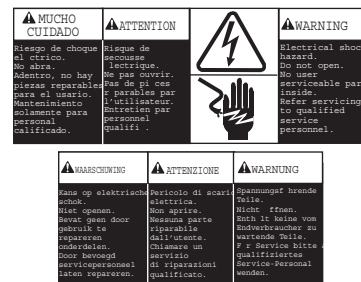 MUCHO
CUIDADO
Riesgo de choque
el ctrico.
No abra.
Adentro, no hay
piezas reparables
para el usario.
Mantenimiento
solamente para
personal
calificado.
ATTENTION
Risque de
secousse
lectrique.
Ne pas ouvrir.
Pas de pi ces
r parables par
l'utilisateur.
Entretien par
personnel
qualifi .
WARNING
Electrical shock
hazard.
Do not open.
No user
serviceable par
inside.
Refer servicing
to qualified
service
personnel.
WAARSCHUWING
Kans op elektrische
schok.
Niet openen.
Bevat geen door
gebruik te
repareren
onderdelen.
Door bevoegd
servicepersoneel
laten repareren.
ATTENZIONE
Pericolo di scaric
elettrica.
Non aprire.
Nessuna parte
riparabile
dall'utente.
Chiamare un
servizio
di riparazioni
qualificato.
WARNUNG
Spannungsf hrende
Teile.
Nicht ffnen.
Enth lt keine vom
Endverbraucher zu
wartende Teile.
F r Service bitte
qualifiziertes
Service-Personal
wenden.